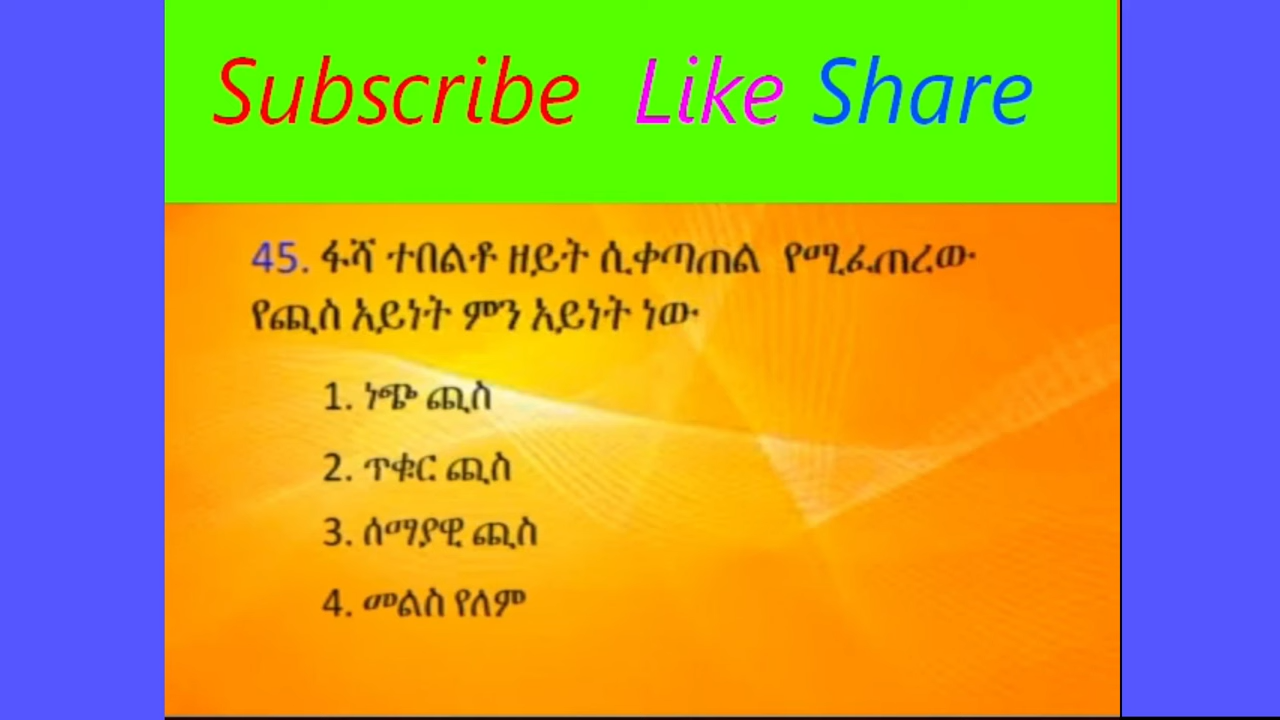 Subscribe Like Share
45. ፋሻ ተበልቶ ዘይት ሲቀጣጠል የሚፈጠረው
የጪስ አይነት ምን አይነት ነው
1. ነጭ ጪስ
2. ጥቁር ጪስ
3. ሰማያዊ ጪስ
4. መልስ የለም